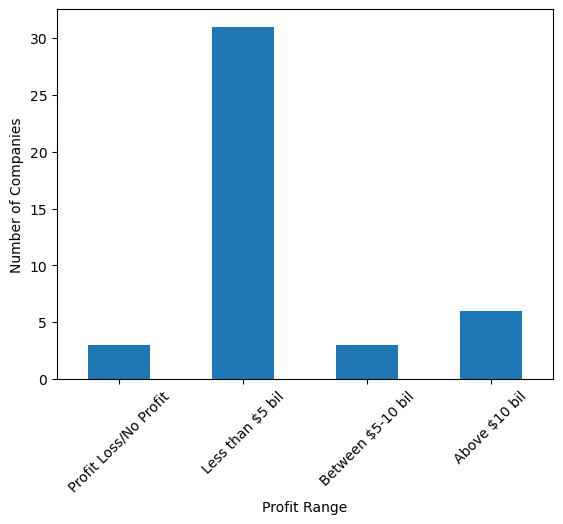 30
25
20
15
10
5
0
Number of Companies
Profit Loss/No Profit
Less than $5 bil
Between $5-10 bil
Above $10 bil
Profit Range